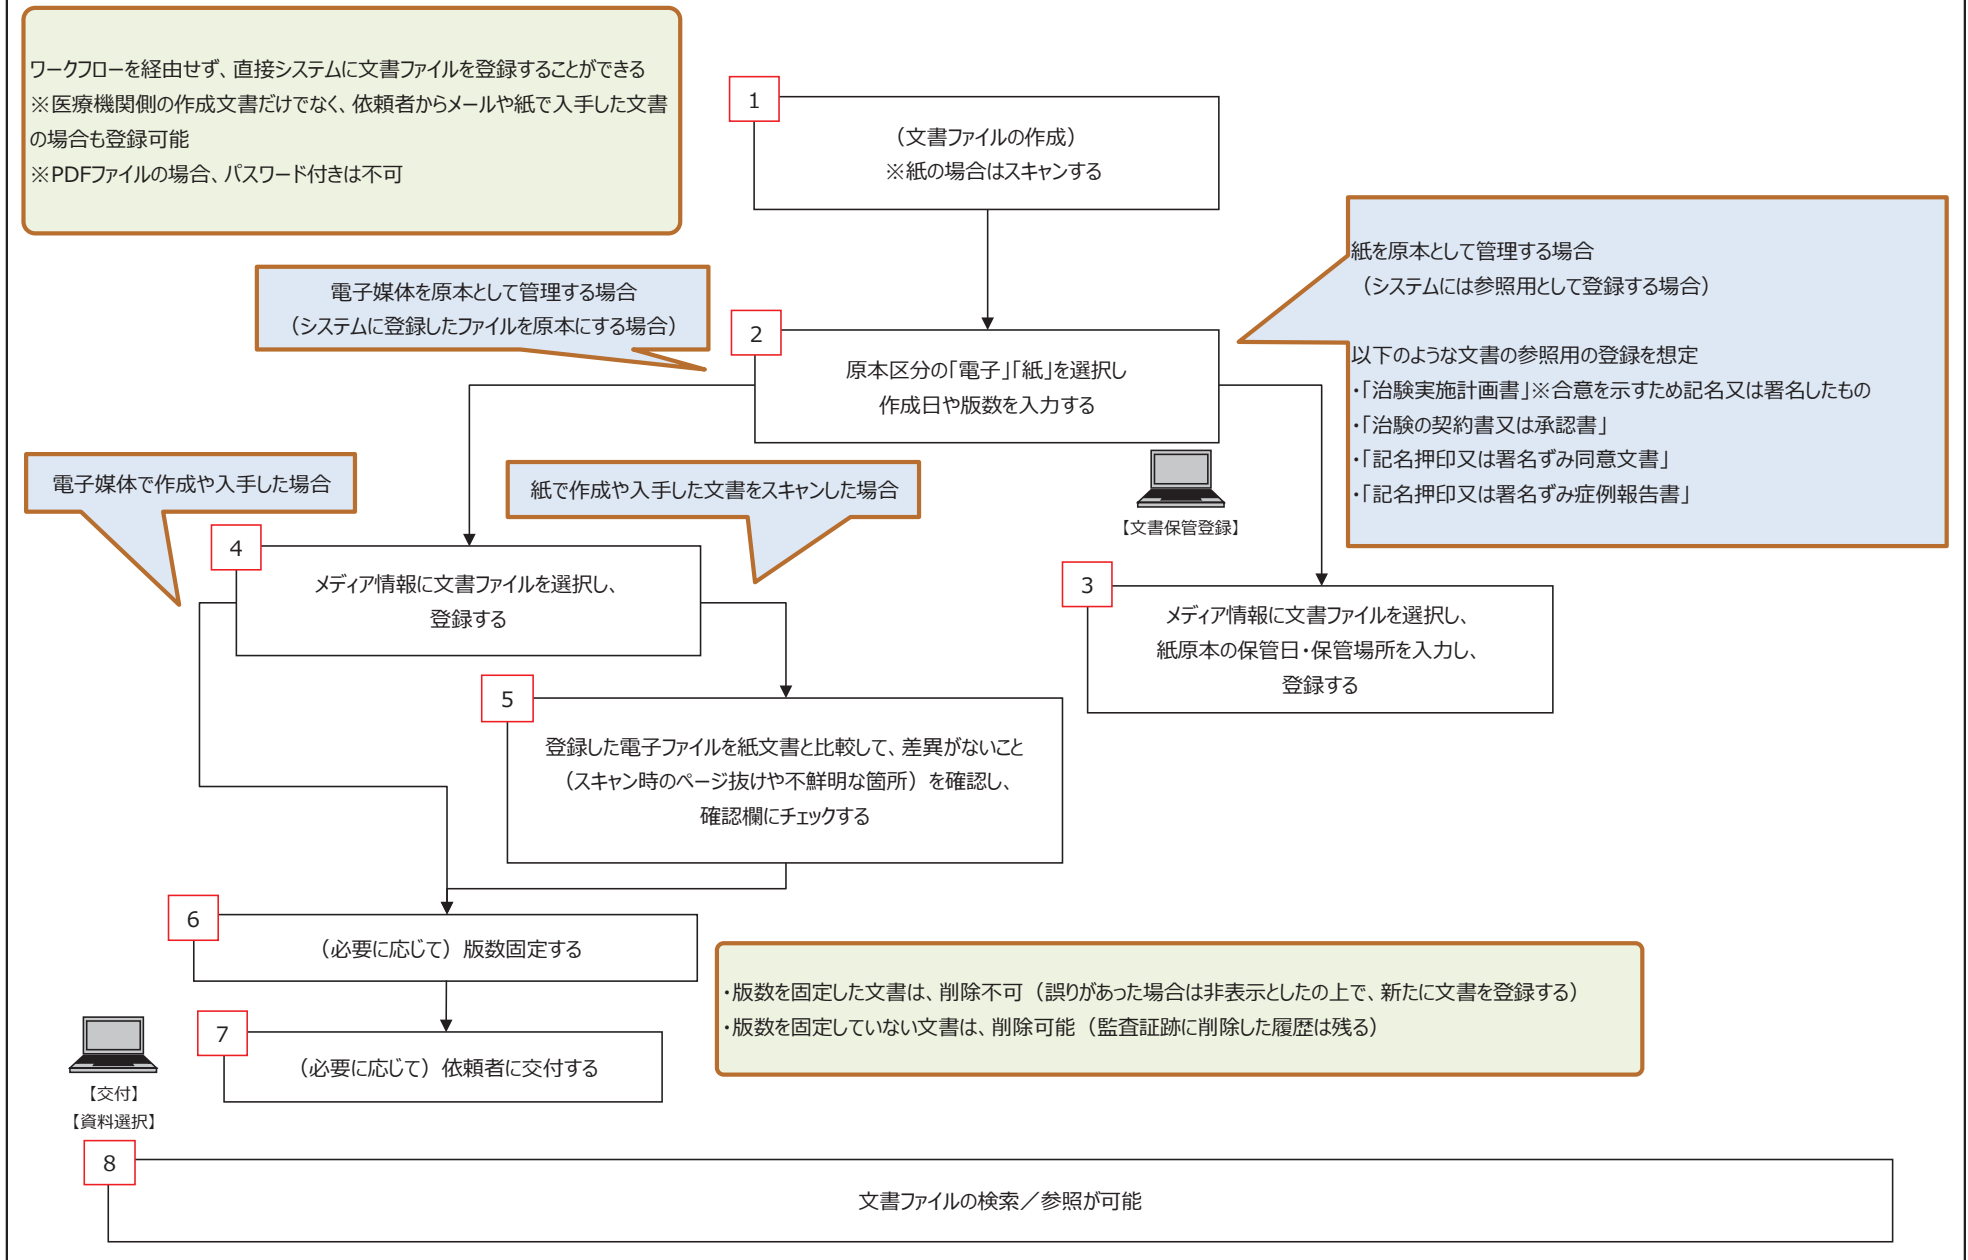 ワークフローを経由せず、直接システムに文書ファイルを登録することができる
※医療機関側の作成文書だけでなく、依頼者からメールや紙で入手した文書
の場合も登録可能
※PDFファイルの場合、パスワード付きは不可
1
（文書ファイルの作成）
※紙の場合はスキャンする
電子媒体を原本として管理する場合
（システムに登録したファイルを原本にする場合）
紙を原本として管理する場合
（システムには参照用として登録する場合）
以下のような文書の参照用の登録を想定
・「治験実施計画書」※合意を示すため記名又は署名したもの
・「治験の契約書又は承認書」
・「記名押印又は署名ずみ同意文書」
・「記名押印又は署名ずみ症例報告書」
2
原本区分の「電子」「紙」を選択し
作成日や版数を入力する
【文書保管登録】
電子媒体で作成や入手した場合
紙で作成や入手した文書をスキャンした場合
4
メディア情報に文書ファイルを選択し、
登録する
3
メディア情報に文書ファイルを選択し、
紙原本の保管日・保管場所を入力し、
登録する
5
登録した電子ファイルを紙文書と比較して、差異がないこと
（スキャン時のページ抜けや不鮮明な箇所）を確認し、
確認欄にチェックする
6
（必要に応じて）版数固定する
・版数を固定した文書は、削除不可（誤りがあった場合は非表示としたの上で、新たに文書を登録する）
・版数を固定していない文書は、削除可能（監査証跡に削除した履歴は残る）
7
（必要に応じて）依頼者に交付する
【交付】
【資料選択】
8
文書ファイルの検索／参照が可能